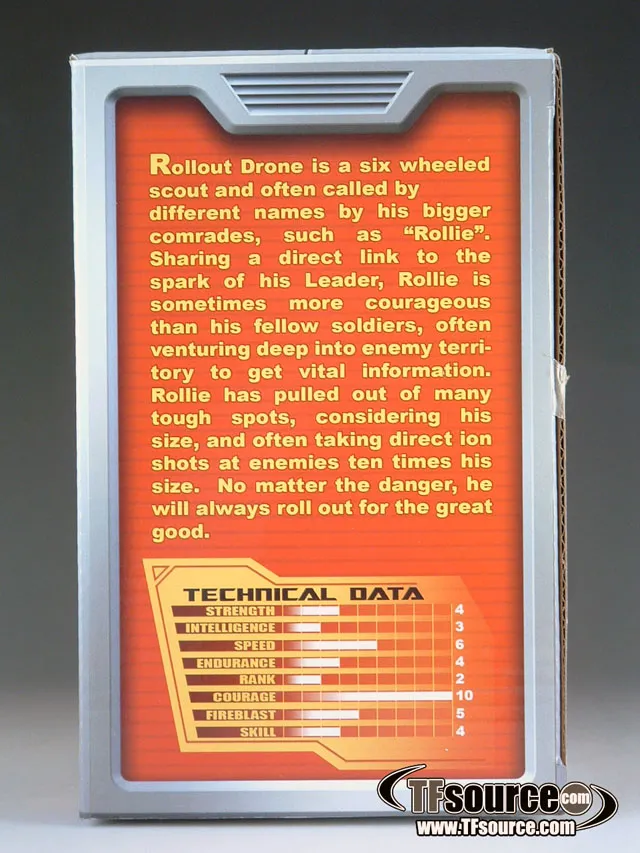 Rollout Drone is a six wheeled
scout and often called by
different names by his bigger
comrades, such as “Rollie”.
Sharing a direct link to the
spark of his Leader, Rollie is
sometimes more courageous
than his fellow soldiers, often
venturing deep into enemy terri-
tory to get vital information.
Rollie has pulled out of many
tough spots, considering his
size, and often taking direct ion
shots at enemies ten times his
size. No matter the danger, he
will always roll out for the great
good.
TECHNICAL DATA
STRENGTH 4
INTELLIGENCE 3
SPEED 6
ENDURANCE 4
RANK 2
COURAGE 10
FIREBLAST 5
SKILL 4
TFsource.com
www.TFsource.com